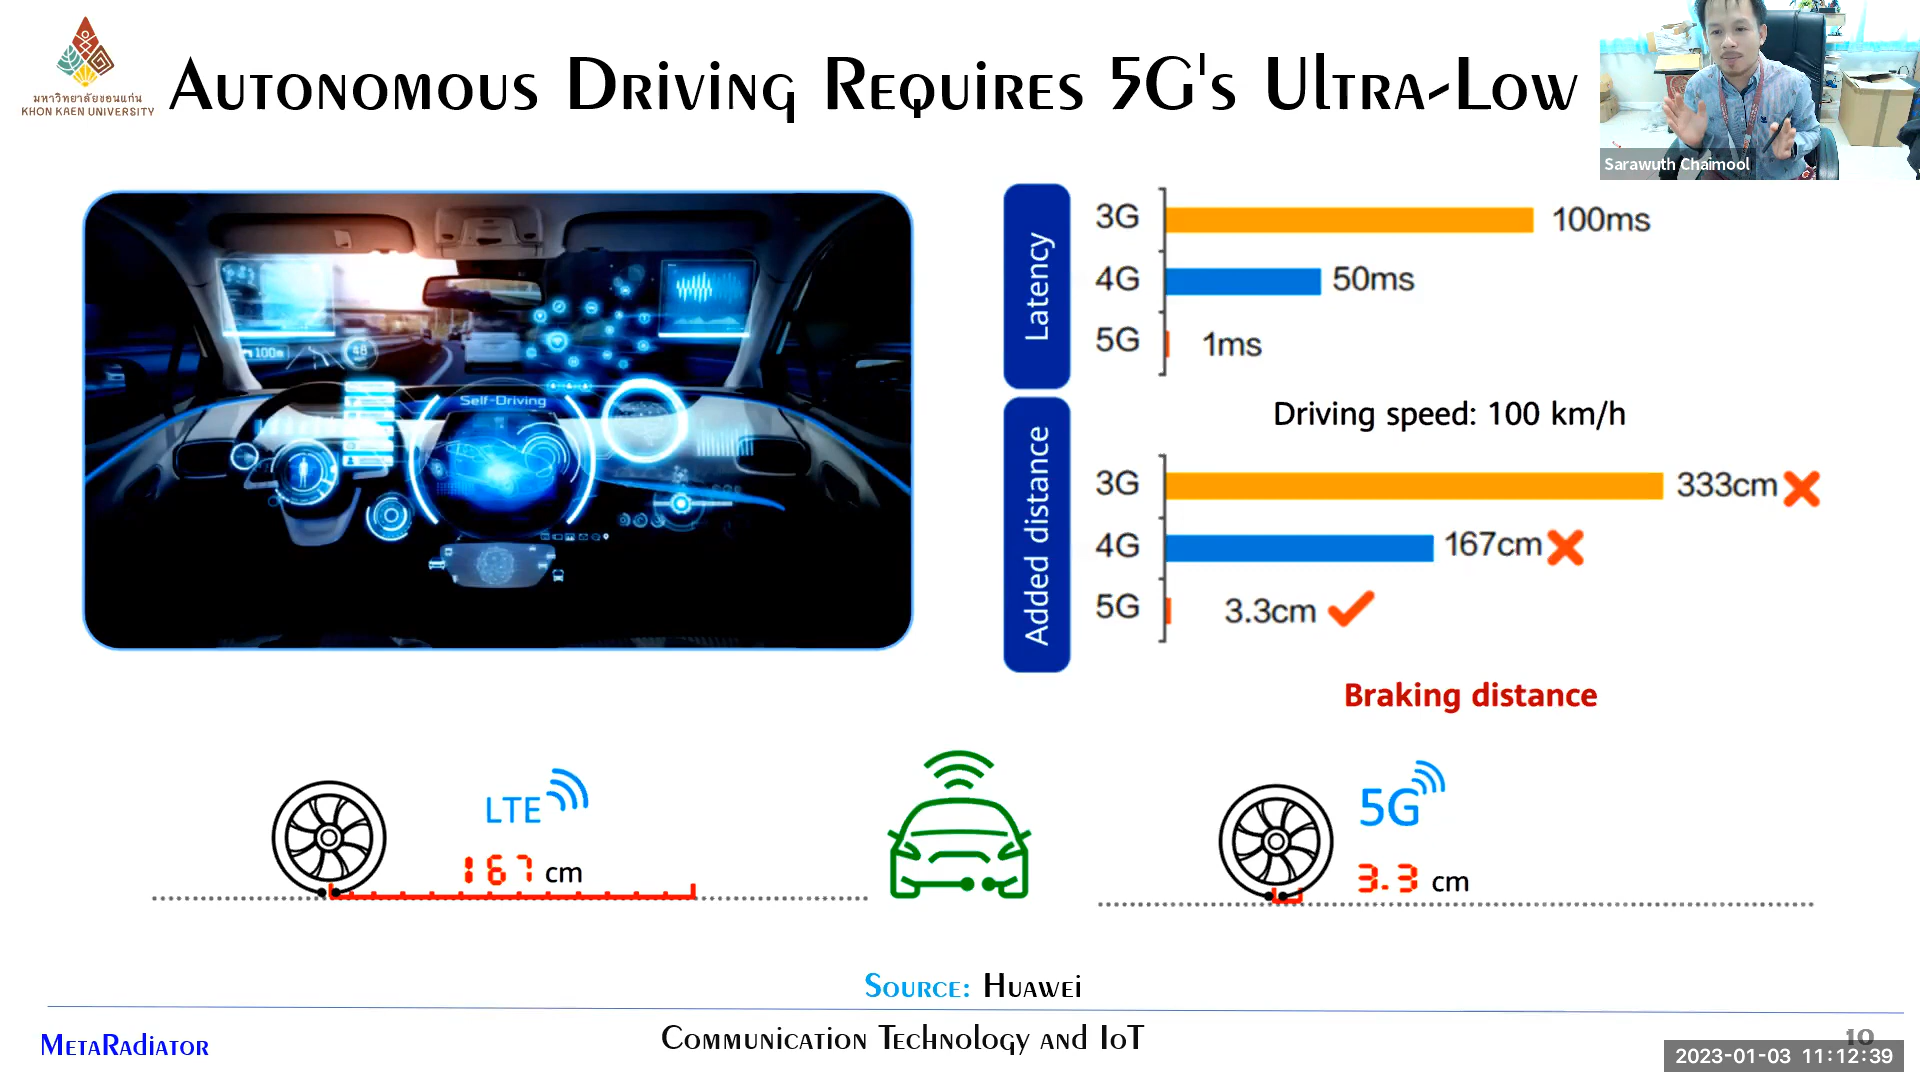 มหาวิทยาลัยขอนแก่น
KHON KAEN UNIVERSITY
Autonomous Driving Requires 5G's Ultra-Low
Sarawuth Chaimool
Latency
3G 100ms
4G 50ms
5G 1ms
Driving speed: 100 km/h
Added distance
3G 333cm
4G 167cm
5G 3.3cm
Braking distance
100m
48
Self-Driving
LTE
167 cm
5G
3.3 cm
Source: Huawei
MetaRadiator
Communication Technology and IoT
10
2023-01-03 11:12:39